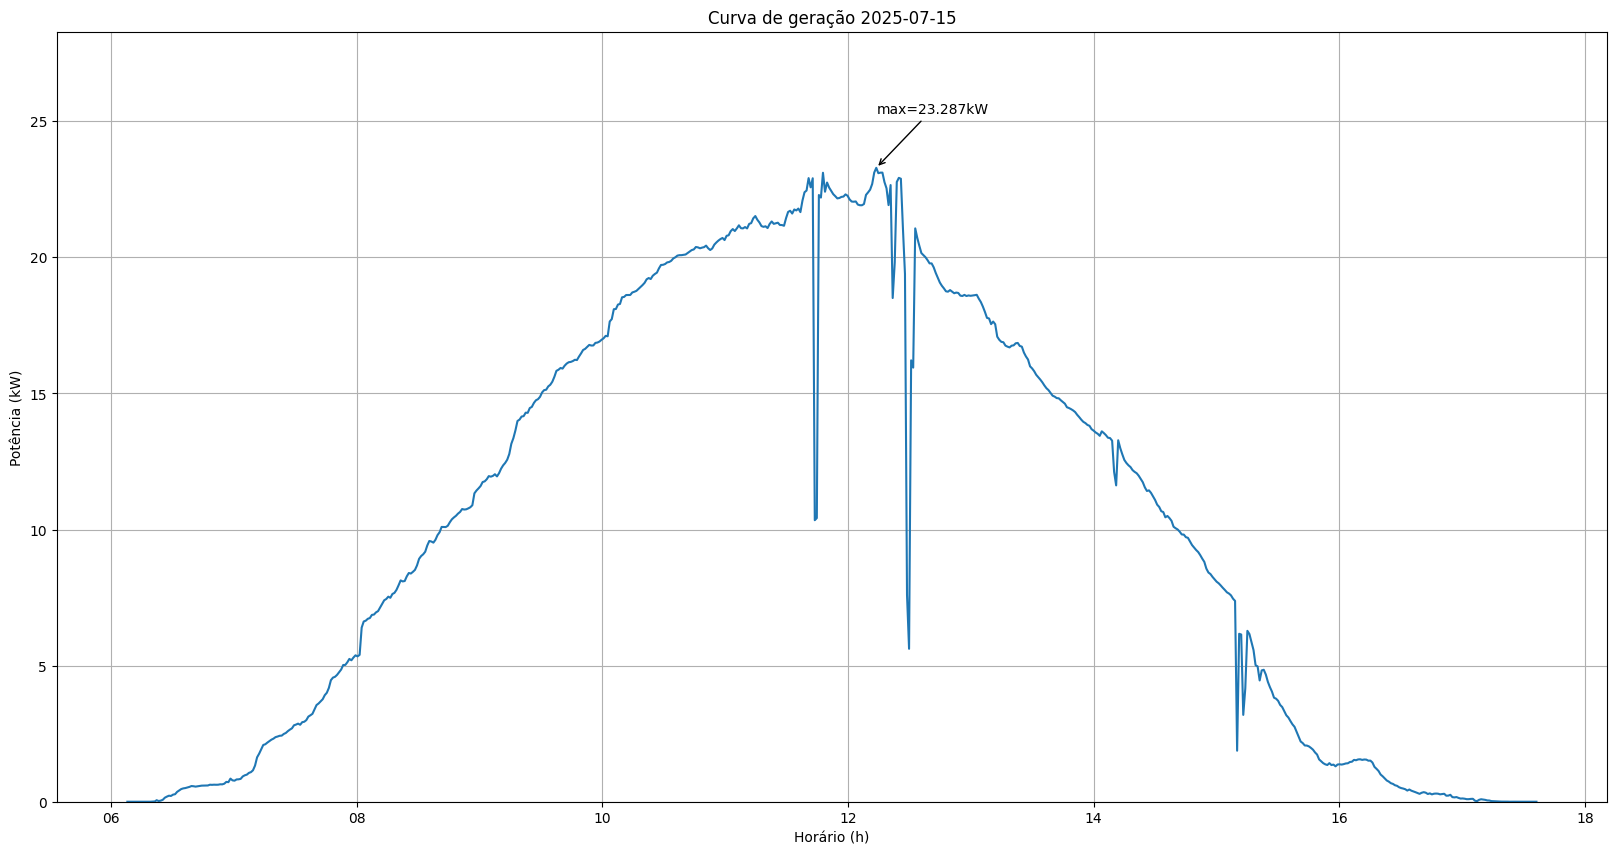 Curva de geração 2025-07-15
max=23.287kW
25
20
15
10
5
0
Potência (kW)
06 08 10 12 14 16 18
Horário (h)